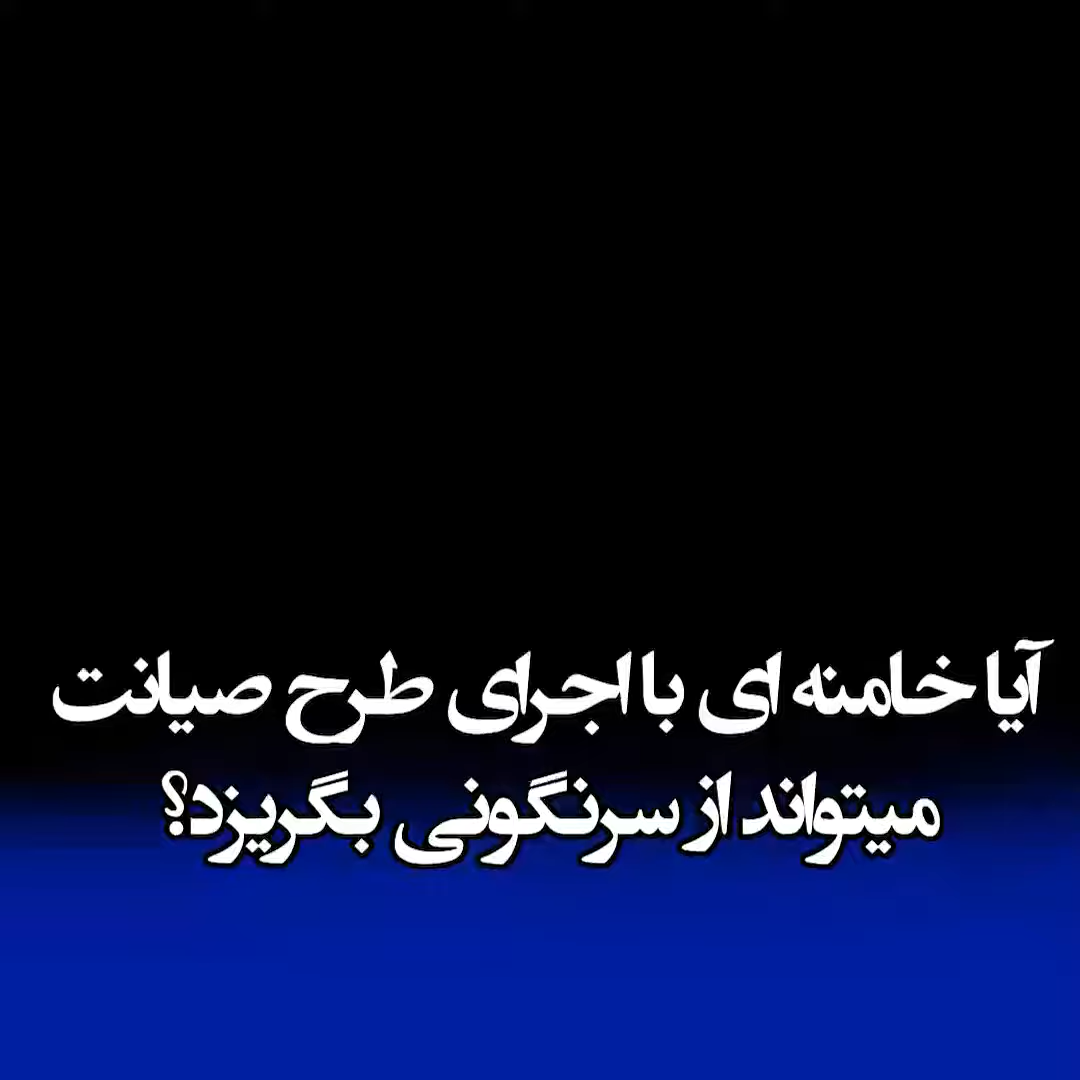 آیا خامنه ای با اجرای طرح صیانت
میتواند از سرنگونی بگریزد؟